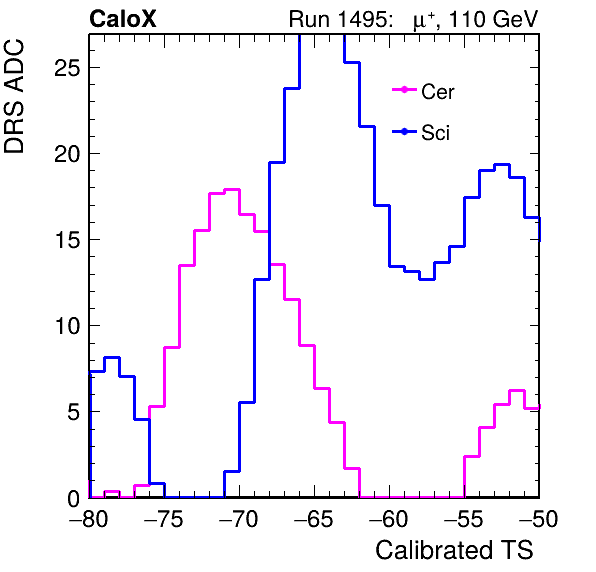 CaloX Run 1495: μ⁺, 110 GeV
DRS ADC
Cer
Sci
25
20
15
10
5
0
−80 −75 −70 −65 −60 −55 −50
Calibrated TS